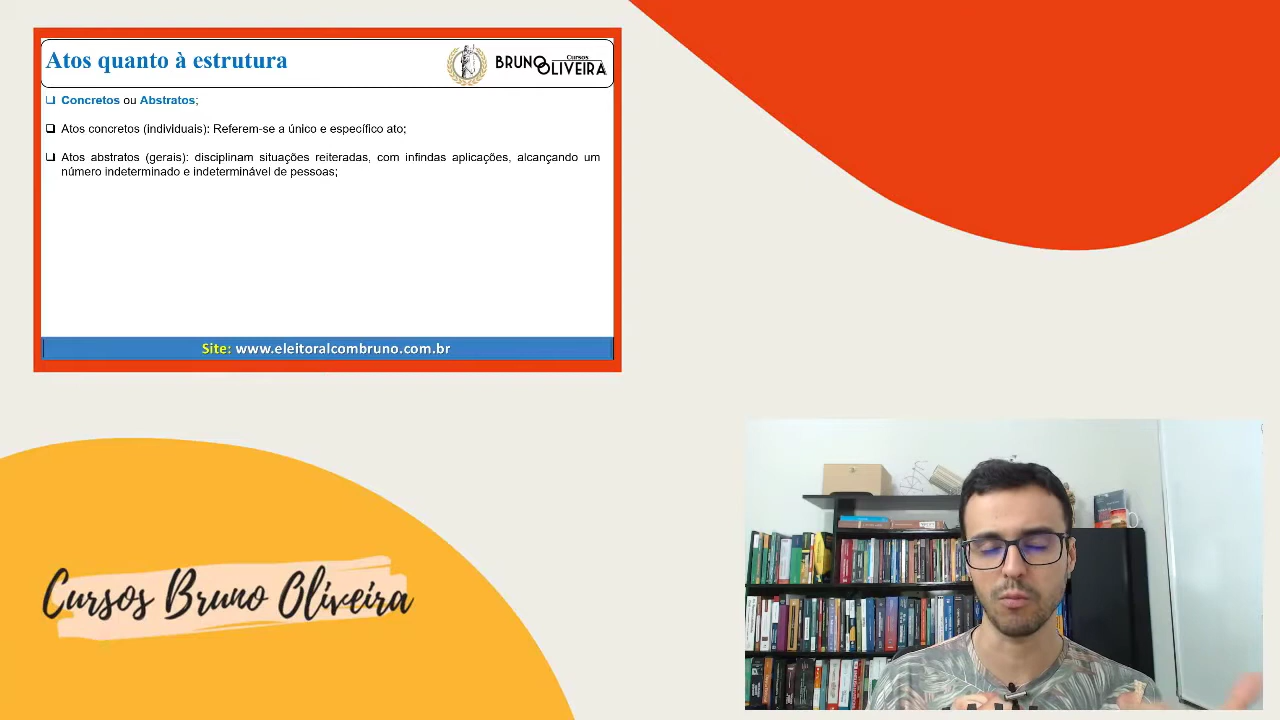 Atos quanto à estrutura
Cursos
BRUNO
OLIVEIRA
Concretos ou Abstratos;
Atos concretos (individuais): Referem-se a único e específico ato;
Atos abstratos (gerais): disciplinam situações reiteradas, com infindas aplicações, alcançando um
número indeterminado e indeterminável de pessoas;
Site: www.eleitoralcombruno.com.br
Cursos Bruno Oliveira